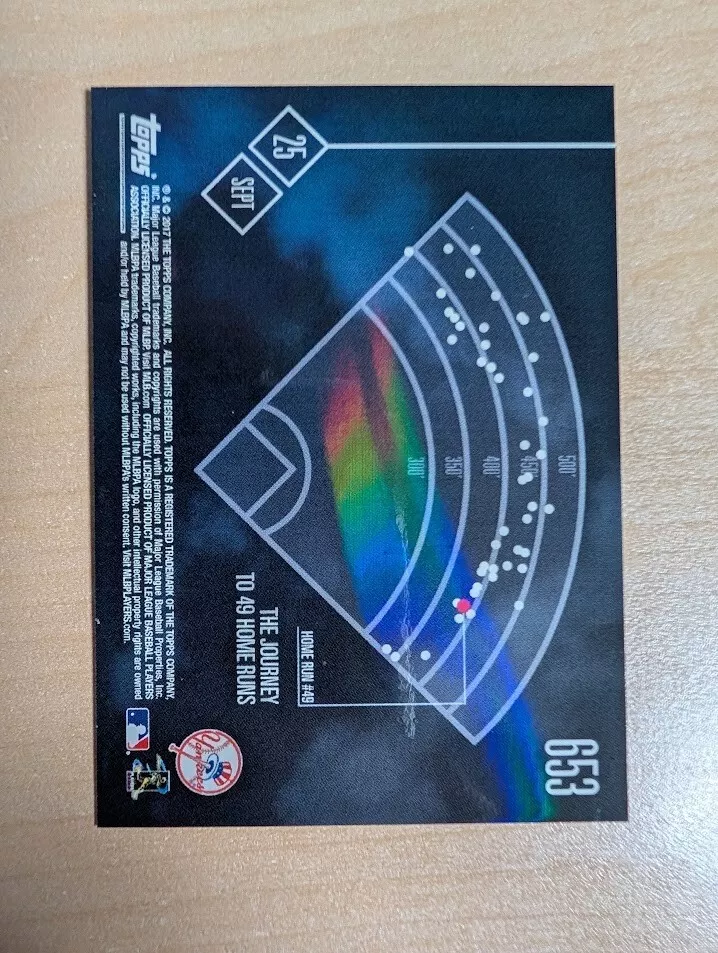 653
500'
450'
400'
350'
300'
HOME RUN #49
THE JOURNEY
TO 49 HOME RUNS
25
SEPT
Yankees
topps®
® & © 2017 THE TOPPS COMPANY, INC. ALL RIGHTS RESERVED. TOPPS IS A REGISTERED TRADEMARK OF THE TOPPS COMPANY,
INC. Major League Baseball trademarks and copyrights are used with permission of Major League Baseball Properties, Inc.
OFFICIALLY LICENSED PRODUCT OF MLBP. Visit MLB.com OFFICIALLY LICENSED PRODUCT OF MAJOR LEAGUE BASEBALL PLAYERS
ASSOCIATION. MLBPA trademarks, copyrighted works, including the MLBPA logo, and other intellectual property rights are owned
and/or held by MLBPA and may not be used without MLBPA's written consent. Visit MLBPLAYERS.com.